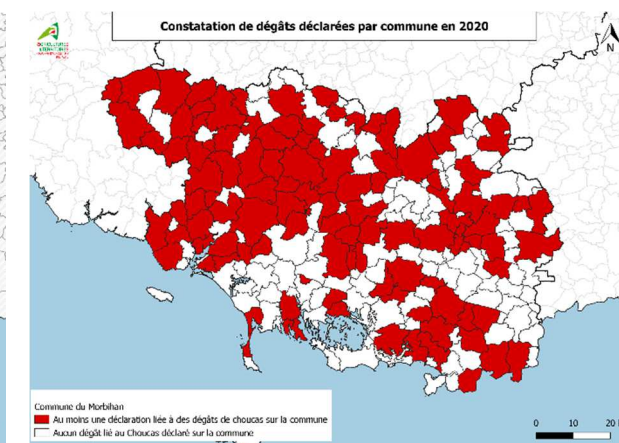 Constatation de dégâts déclarées par commune en 2020
N
Commune du Morbihan
Au moins une déclaration liée à des dégâts de choucas sur la commune
Aucun dégât lié au Choucas déclaré sur la commune
0 10 20